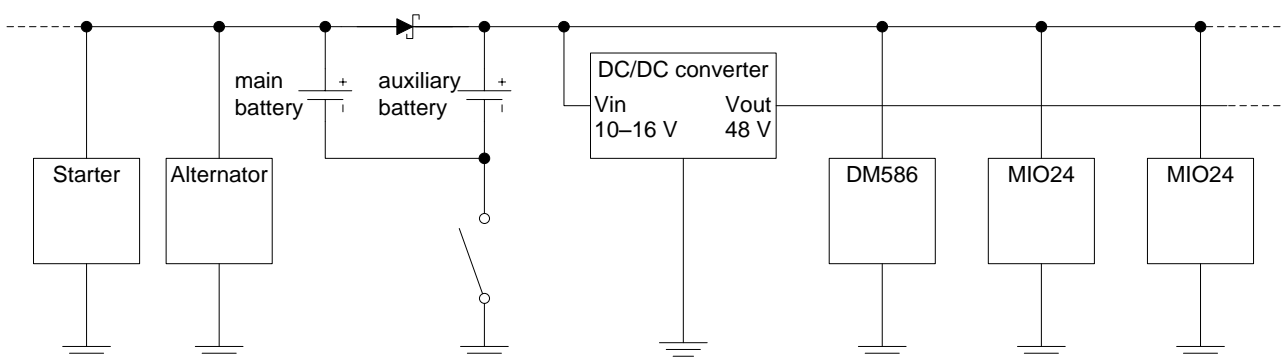 DC/DC converter
main
battery
auxiliary
battery
Vin
10–16 V
Vout
48 V
Starter
Alternator
DM586
MIO24
MIO24